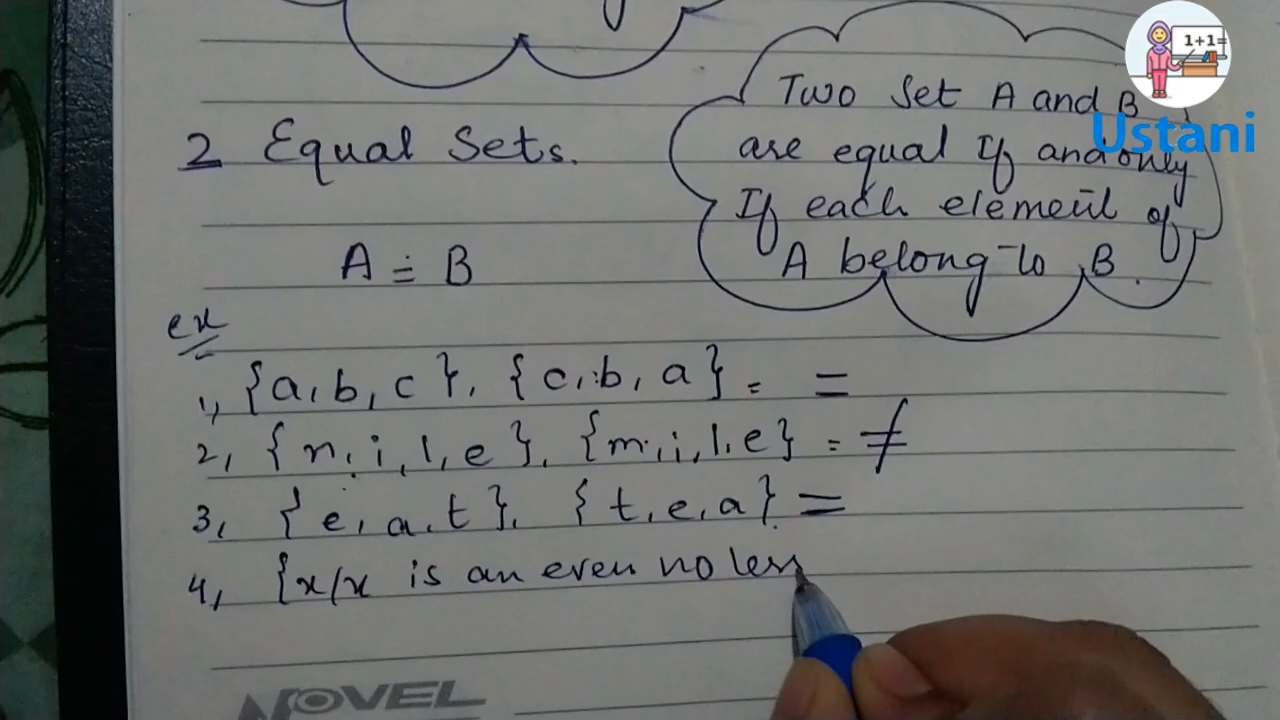 1+1=
Ustani
Two Set A and B
are equal If and only
If each element of
A belong to B.
2 Equal Sets.
A = B
ex
1, {a, b, c}, {c, b, a} = =
2, {n, i, l, e}, {m, i, l, e} = ≠
3, {e, a, t}, {t, e, a} =
4, {x/x is an even no less
NOVEL